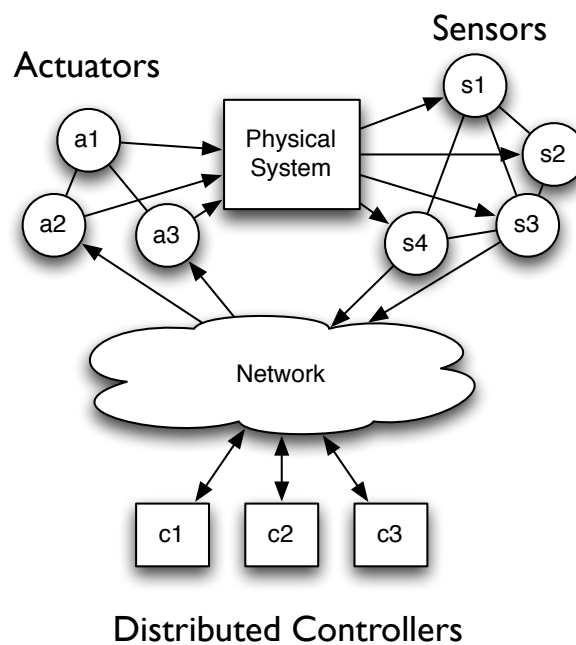 Sensors
Actuators
s1
a1
Physical
System
s2
a2
a3
s4
s3
Network
c1
c2
c3
Distributed Controllers